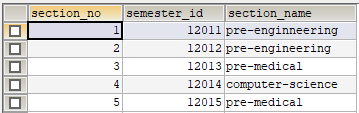 section_no semester_id section_name
1 12011 pre-enginneering
2 12012 pre-engineering
3 12013 pre-medical
4 12014 computer-science
5 12015 pre-medical